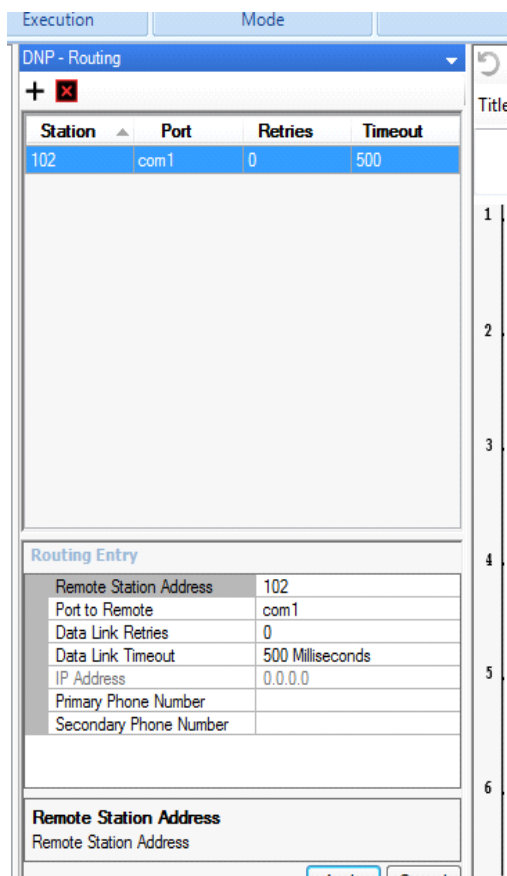 Execution Mode
DNP - Routing
Title
Station Port Retries Timeout
102 com1 0 500
1
2
3
Routing Entry
4
Remote Station Address 102
Port to Remote com1
Data Link Retries 0
Data Link Timeout 500 Milliseconds
IP Address 0.0.0.0
5
Primary Phone Number
Secondary Phone Number
6
Remote Station Address
Remote Station Address